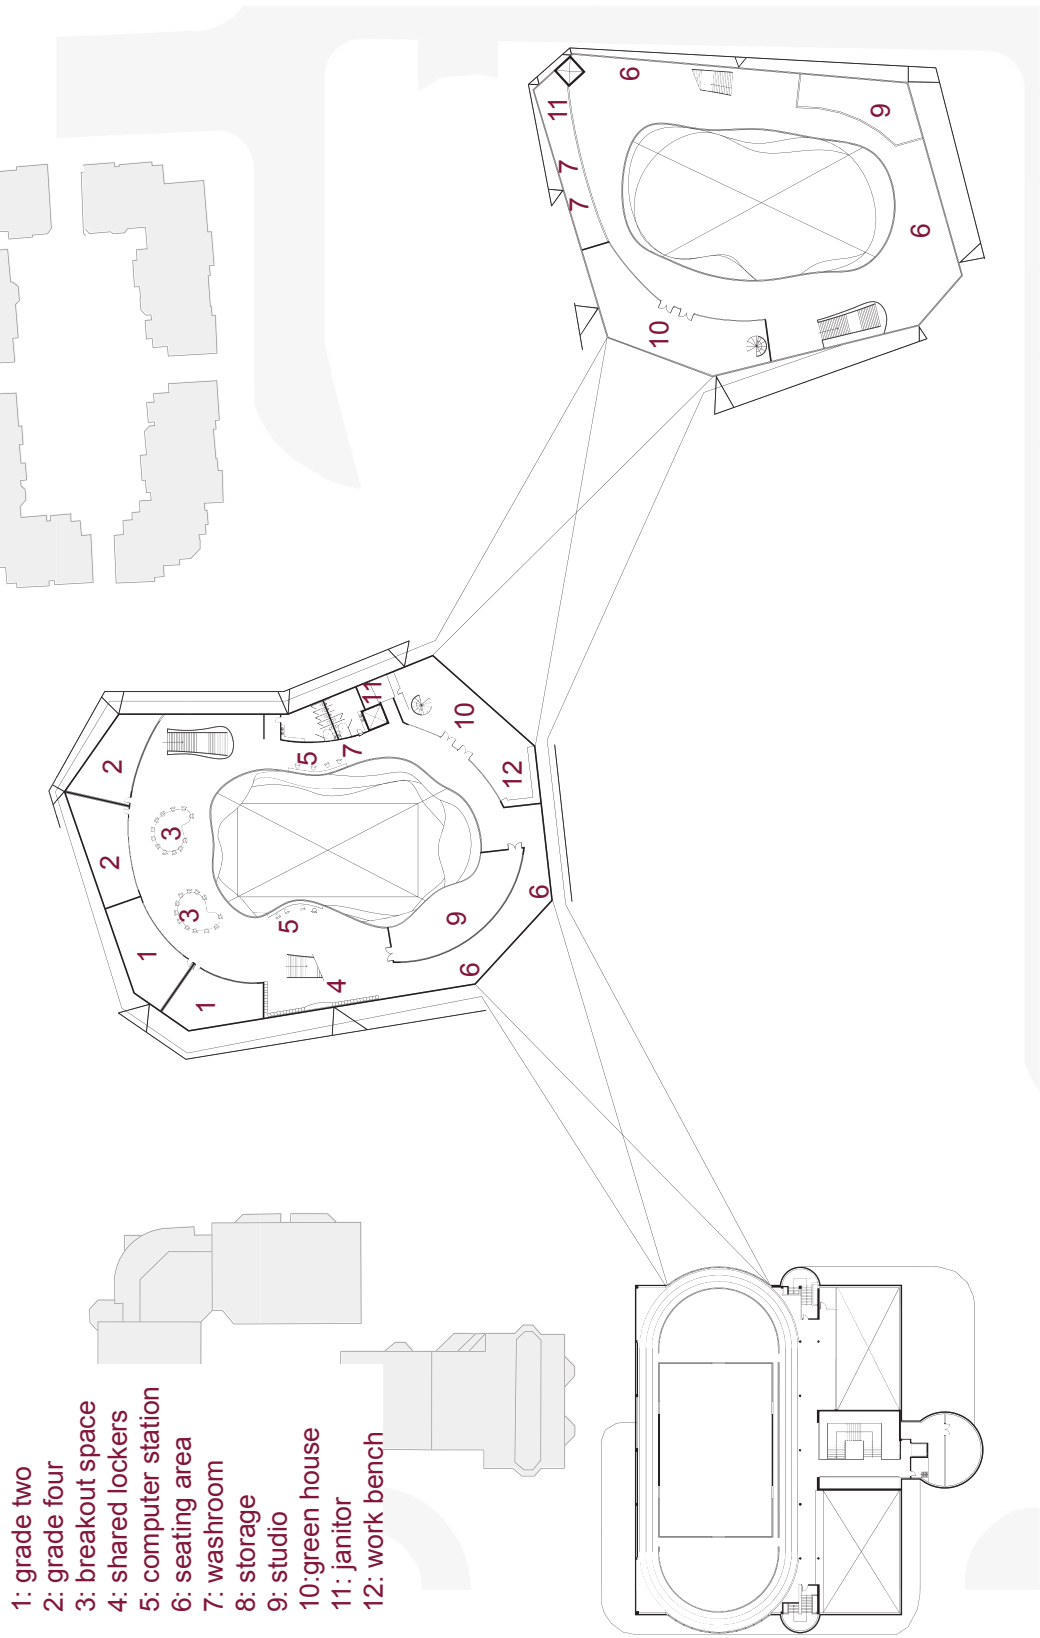 1: grade two
2: grade four
3: breakout space
4: shared lockers
5: computer station
6: seating area
7: washroom
8: storage
9: studio
10:green house
11: janitor
12: work bench
1
1
2
2
3
3
4
5
5
7
11
10
12
9
6
6
11
7
7
10
6
9
6